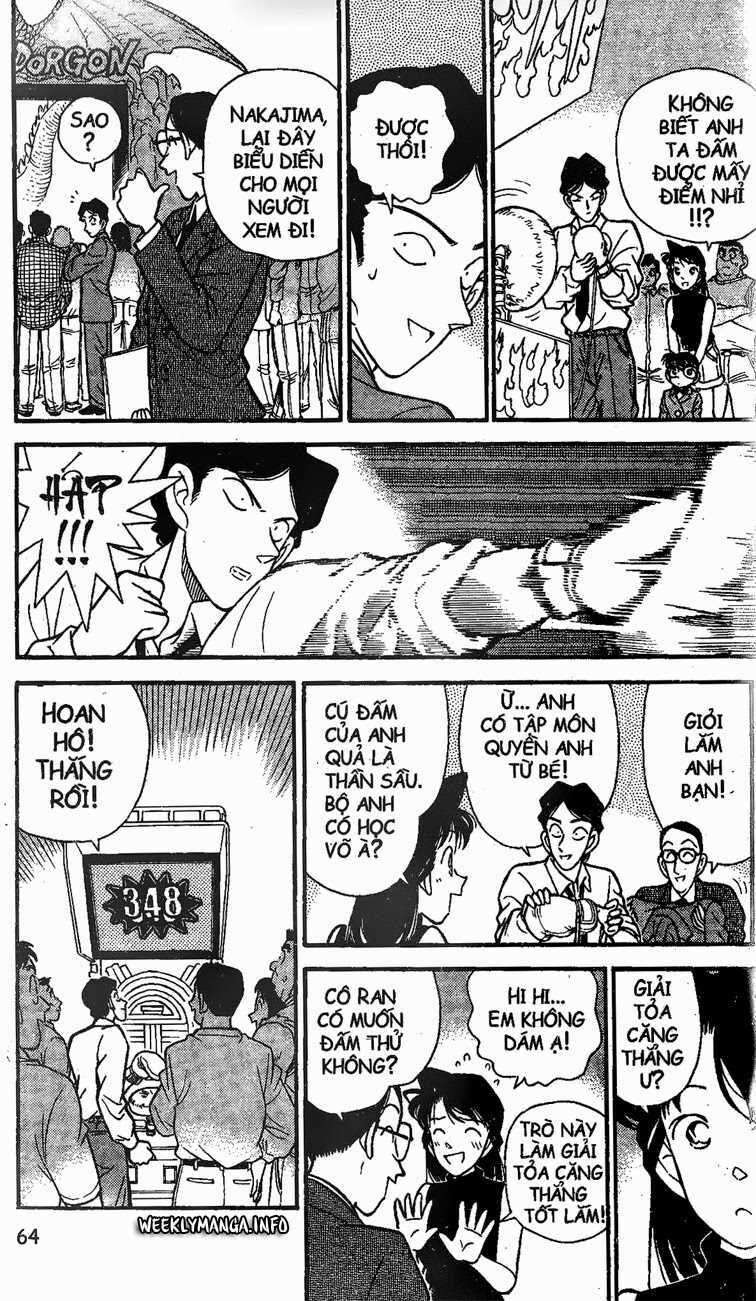 DORGON
SAO
?
NAKAJIMA,
LẠI ĐÂY
BIỂU DIỄN
CHO MỌI
NGƯỜI
XEM ĐI!
ĐƯỢC
THÔI!
KHÔNG
BIẾT ANH
TA ĐẤM
ĐƯỢC MẤY
ĐIỂM NHỈ
!!?
HÂP
!!!
HOAN
HÔ!
THẮNG
RỒI!
348
CÚ ĐẤM
CỦA ANH
QUẢ LÀ
THẦN SẦU.
BỘ ANH
CÓ HỌC
VÕ À?
Ừ... ANH
CÓ TẬP MÔN
QUYỀN ANH
TỪ BÉ!
GIỎI
LẮM
ANH
BẠN!
CÔ RAN
CÓ MUỐN
ĐẤM THỬ
KHÔNG?
HI HI...
EM KHÔNG
DÁM Ạ!
TRÒ NÀY
LÀM GIẢI
TỎA CĂNG
THẲNG
TỐT LẮM!
GIẢI
TỎA
CĂNG
THẲNG
Ư?
64
WEEKLYMANGA.INFO